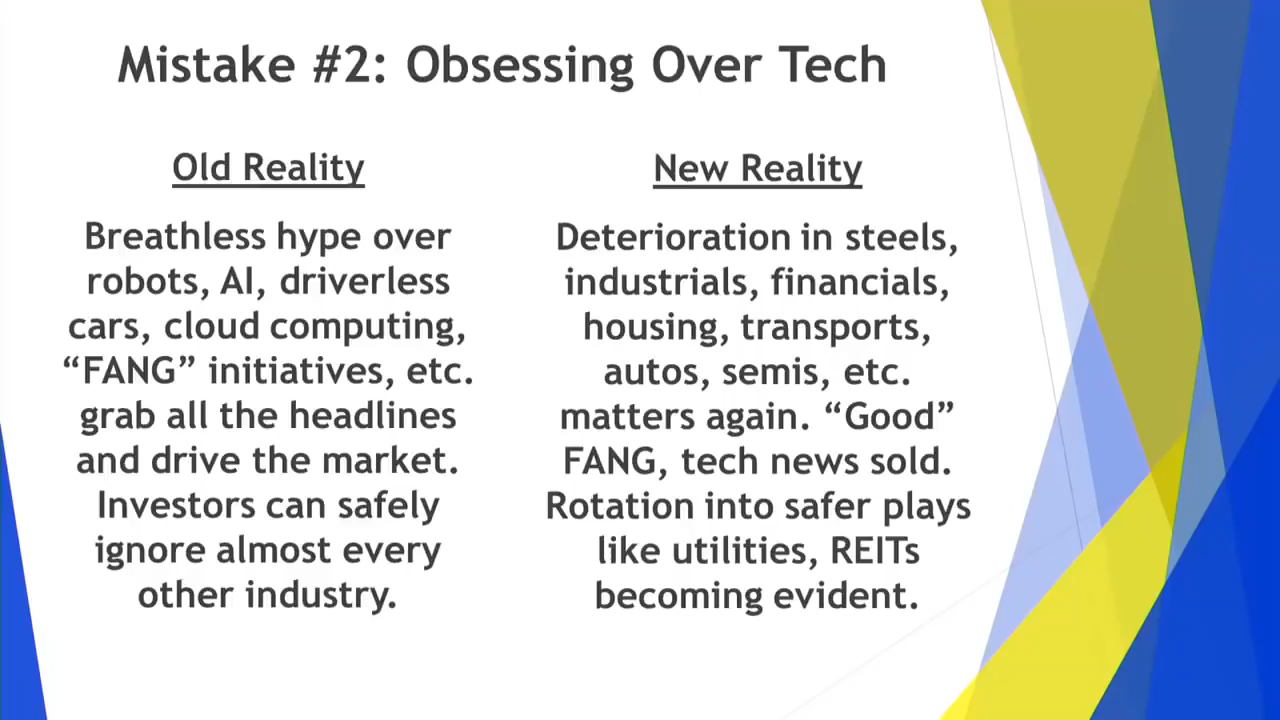 Mistake #2: Obsessing Over Tech
Old Reality
Breathless hype over
robots, AI, driverless
cars, cloud computing,
“FANG” initiatives, etc.
grab all the headlines
and drive the market.
Investors can safely
ignore almost every
other industry.
New Reality
Deterioration in steels,
industrials, financials,
housing, transports,
autos, semis, etc.
matters again. “Good”
FANG, tech news sold.
Rotation into safer plays
like utilities, REITs
becoming evident.